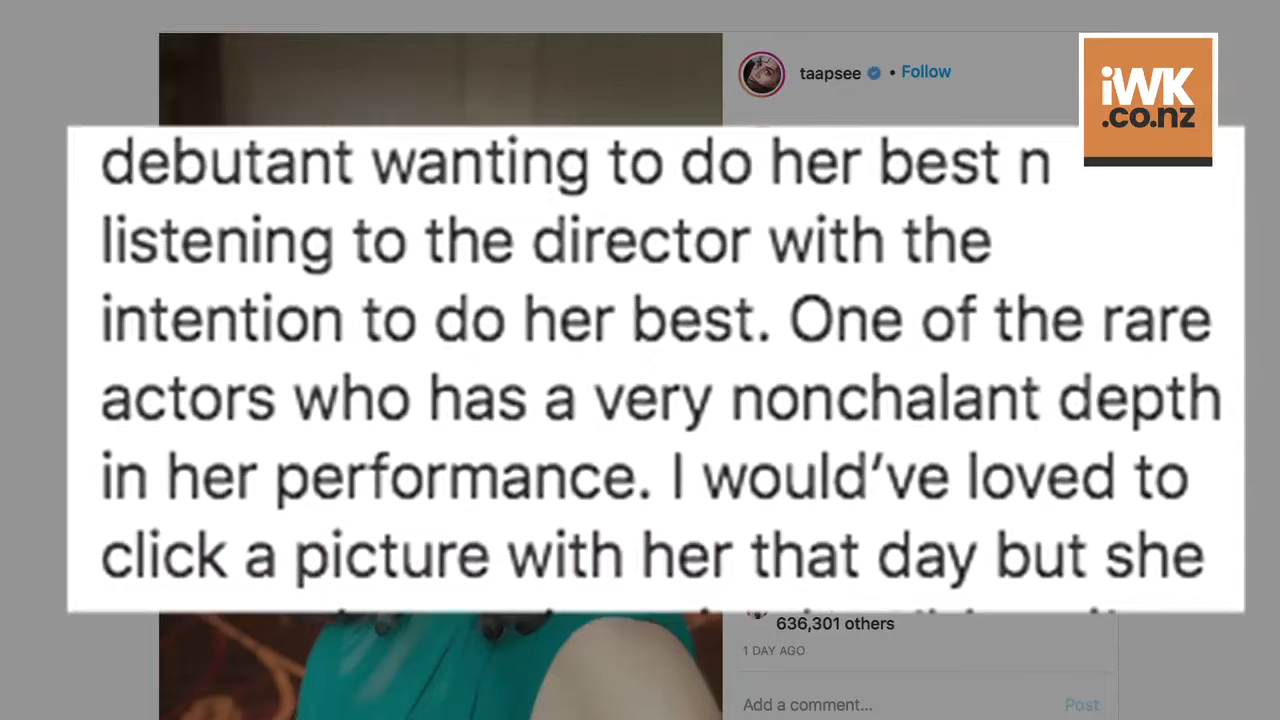 taapsee • Follow
iWK
.co.nz
debutant wanting to do her best n
listening to the director with the
intention to do her best. One of the rare
actors who has a very nonchalant depth
in her performance. I would've loved to
click a picture with her that day but she
636,301 others
1 DAY AGO
Add a comment... Post